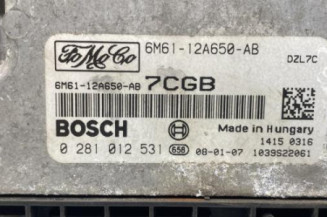 FoMoCo 6M61-12A650-AB DZL7C
6M61-12A650-AB 7CGB
BOSCH Made in Hungary
1415 0316
0 281 012 531 656 08-01-07 1039S22061